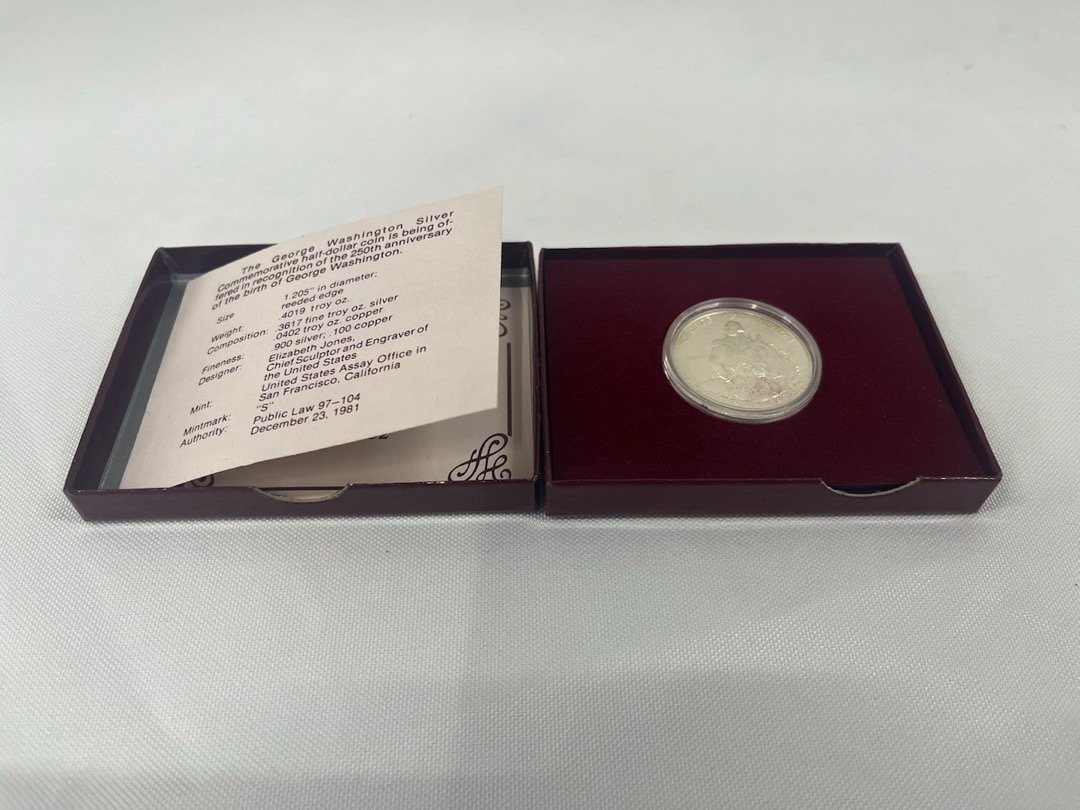 The George Washington Silver
Commemorative half-dollar coin is being of-
fered in recognition of the 250th anniversary
of the birth of George Washington.
Size 1.205" in diameter;
reeded edge
Weight: .4019 troy oz.
Composition: .3617 fine troy oz. silver
.0402 troy oz. copper
Fineness: .900 silver; .100 copper
Designer: Elizabeth Jones,
Chief Sculptor and Engraver of
the United States
Mint: United States Assay Office in
San Francisco, California
Mintmark: "S"
Authority: Public Law 97-104
December 23, 1981